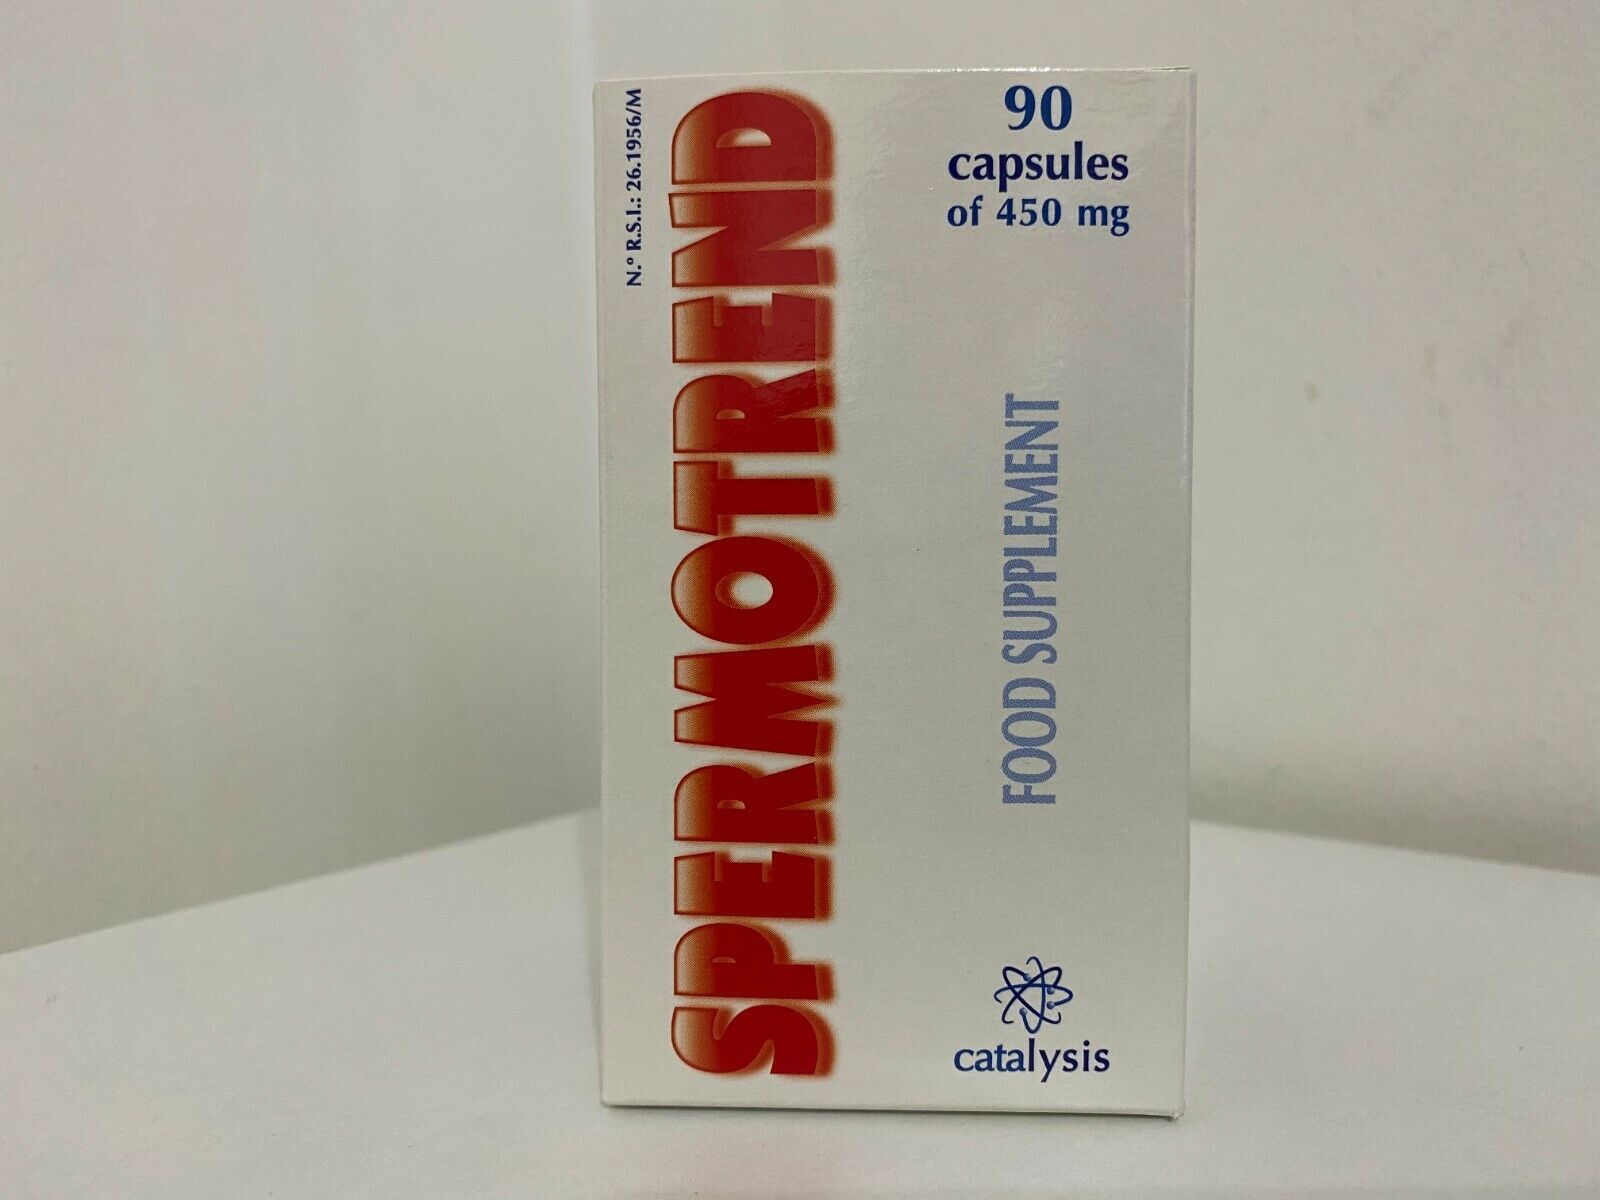 N.º R.S.I.: 26.1956/M
SPERMOTREND
90
capsules
of 450 mg
FOOD SUPPLEMENT
catalysis